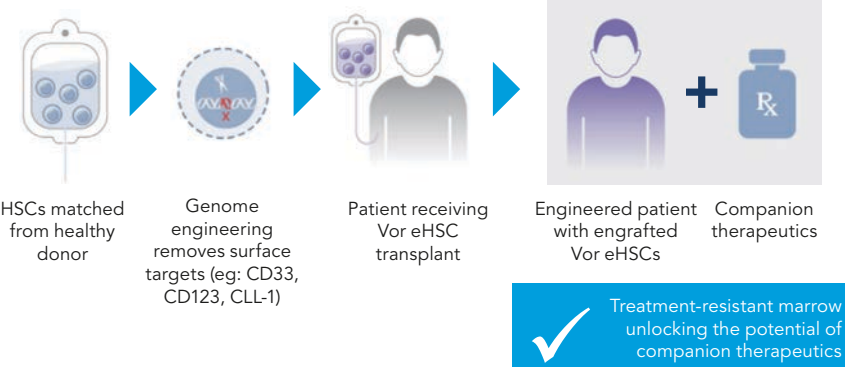 HSCs matched
from healthy
donor
Genome
engineering
removes surface
targets (eg: CD33,
CD123, CLL-1)
Patient receiving
Vor eHSC
transplant
Engineered patient
with engrafted
Vor eHSCs
Rx
Companion
therapeutics
Treatment-resistant marrow
unlocking the potential of
companion therapeutics